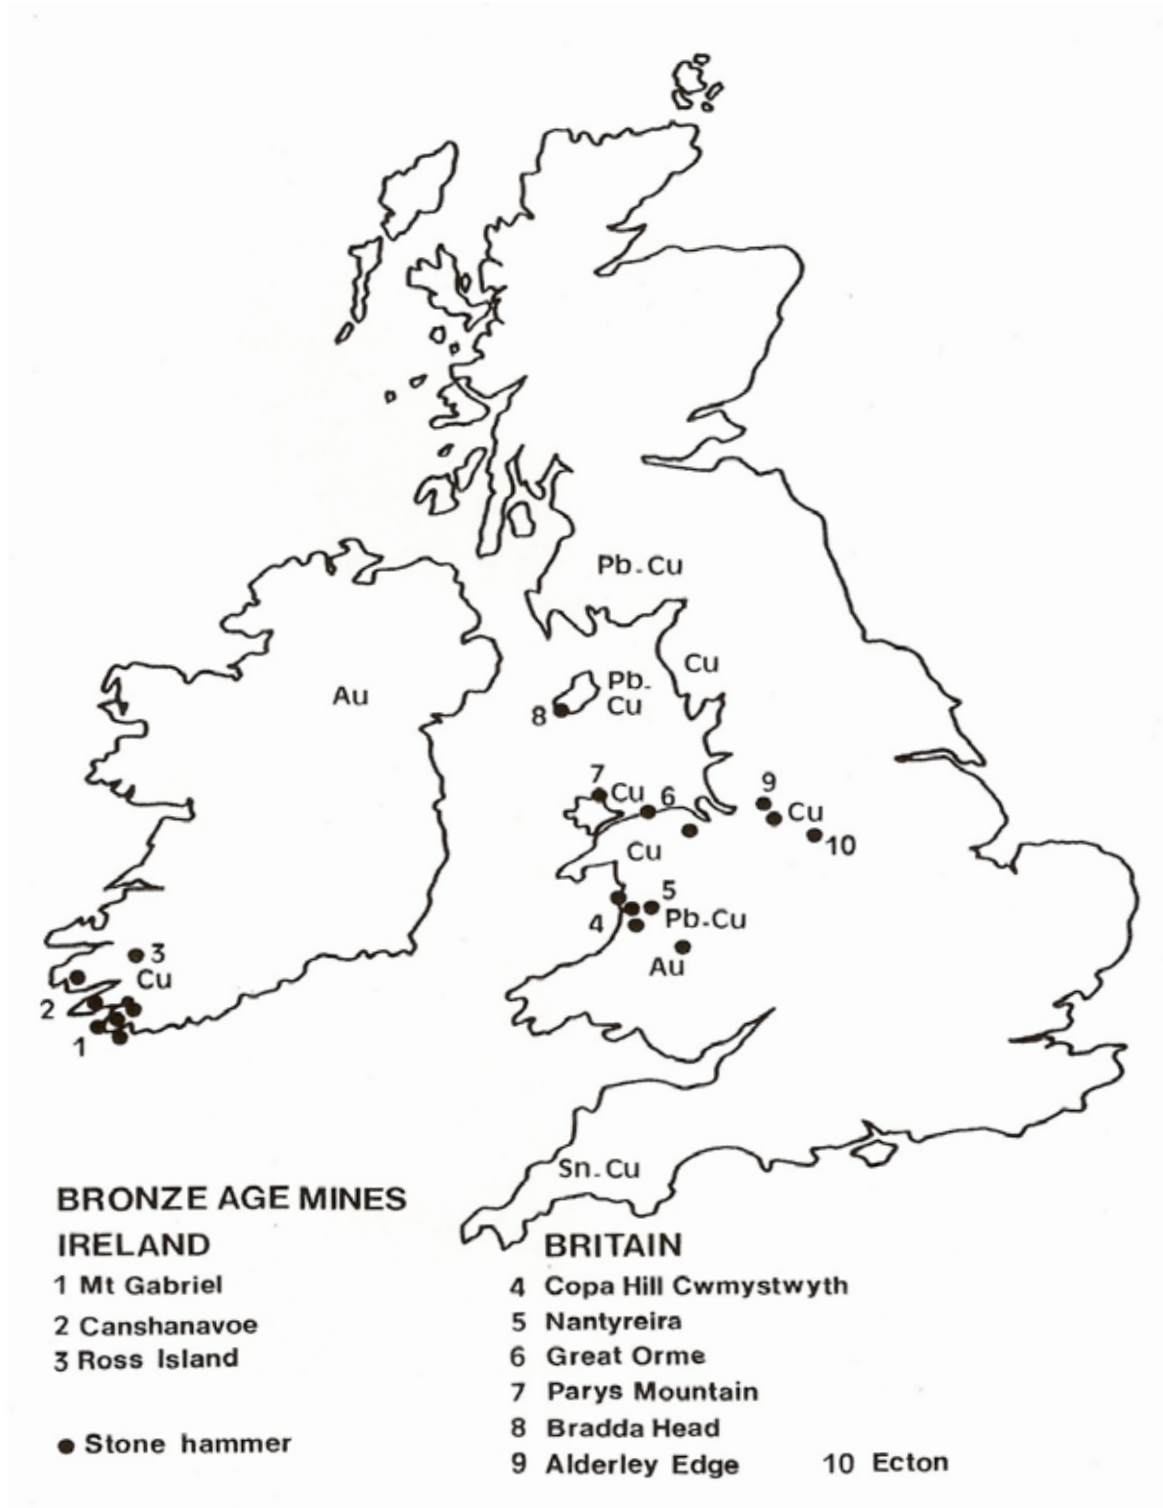 Pb-Cu
Cu
Au
Pb-
Cu
8
7
Cu
6
9
Cu
10
Cu
5
4
Pb-Cu
Au
3
Cu
2
1
Sn-Cu
BRONZE AGE MINES
IRELAND
1 Mt Gabriel
2 Canshanavoe
3 Ross Island
● Stone hammer
BRITAIN
4 Copa Hill Cwmystwyth
5 Nantyreira
6 Great Orme
7 Parys Mountain
8 Bradda Head
9 Alderley Edge 10 Ecton